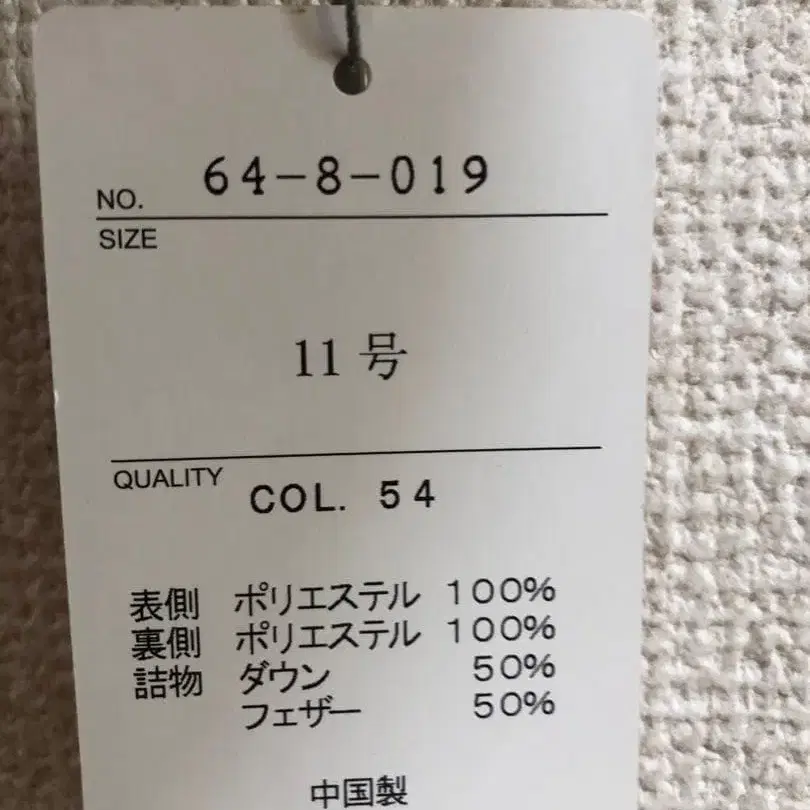 NO. 64-8-019
SIZE
11 号
QUALITY COL. 54
表側 ポリエステル 100%
裏側 ポリエステル 100%
詰物 ダウン 50%
フェザー 50%
中国製